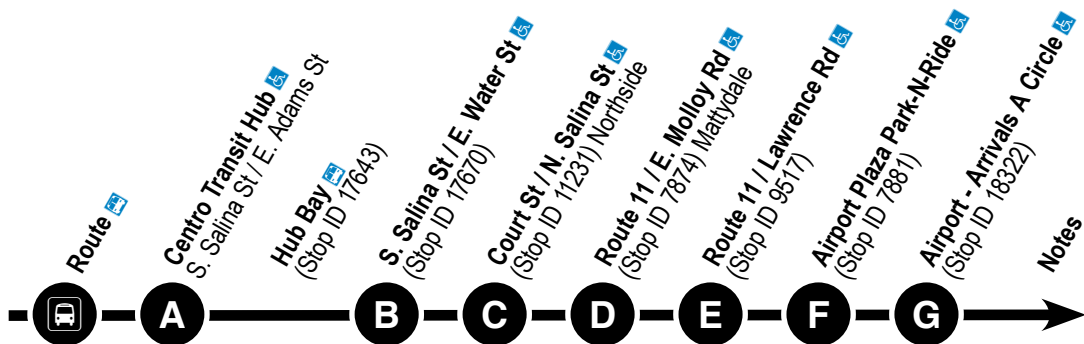 Route
Centro Transit Hub
S. Salina St / E. Adams St
Hub Bay
(Stop ID 17643)
S. Salina St / E. Water St
(Stop ID 17670)
Court St / N. Salina St
(Stop ID 11231) Northside
Route 11 / E. Molloy Rd
(Stop ID 7874) Mattydale
Route 11 / Lawrence Rd
(Stop ID 9517)
Airport Plaza Park-N-Ride
(Stop ID 7881)
Airport - Arrivals A Circle
(Stop ID 18322)
Notes
A B C D E F G